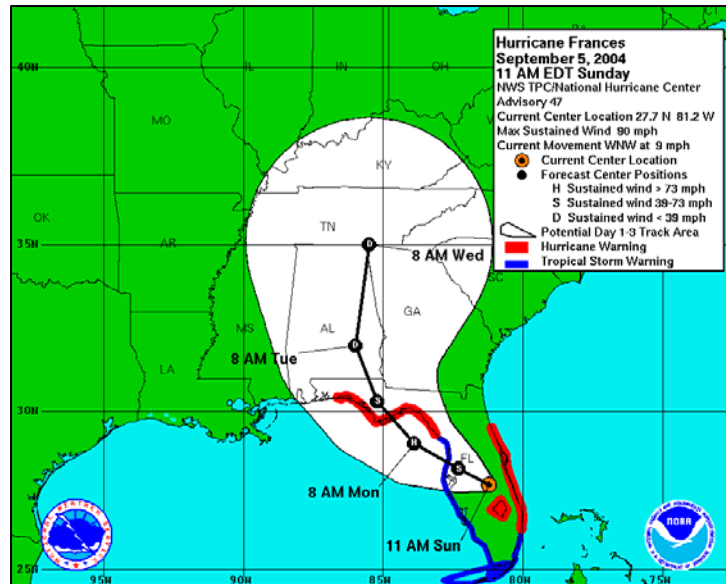 Hurricane Frances
September 5, 2004
11 AM EDT Sunday
NWS TPC/National Hurricane Center
Advisory 47
Current Center Location 27.7 N 81.2 W
Max Sustained Wind 90 mph
Current Movement WNW at 9 mph
Current Center Location
Forecast Center Positions
H Sustained wind > 73 mph
S Sustained wind 39-73 mph
D Sustained wind < 39 mph
Potential Day 1-3 Track Area
Hurricane Warning
Tropical Storm Warning
40N
IL
IN
OH
MO
KY
OK
TN
AR
35N
D
8 AM Wed
SC
MS
AL
GA
8 AM Tue
D
LA
30N
S
H
FL
S
8 AM Mon
11 AM Sun
NOAA
25N
95W
90W
85W
80W